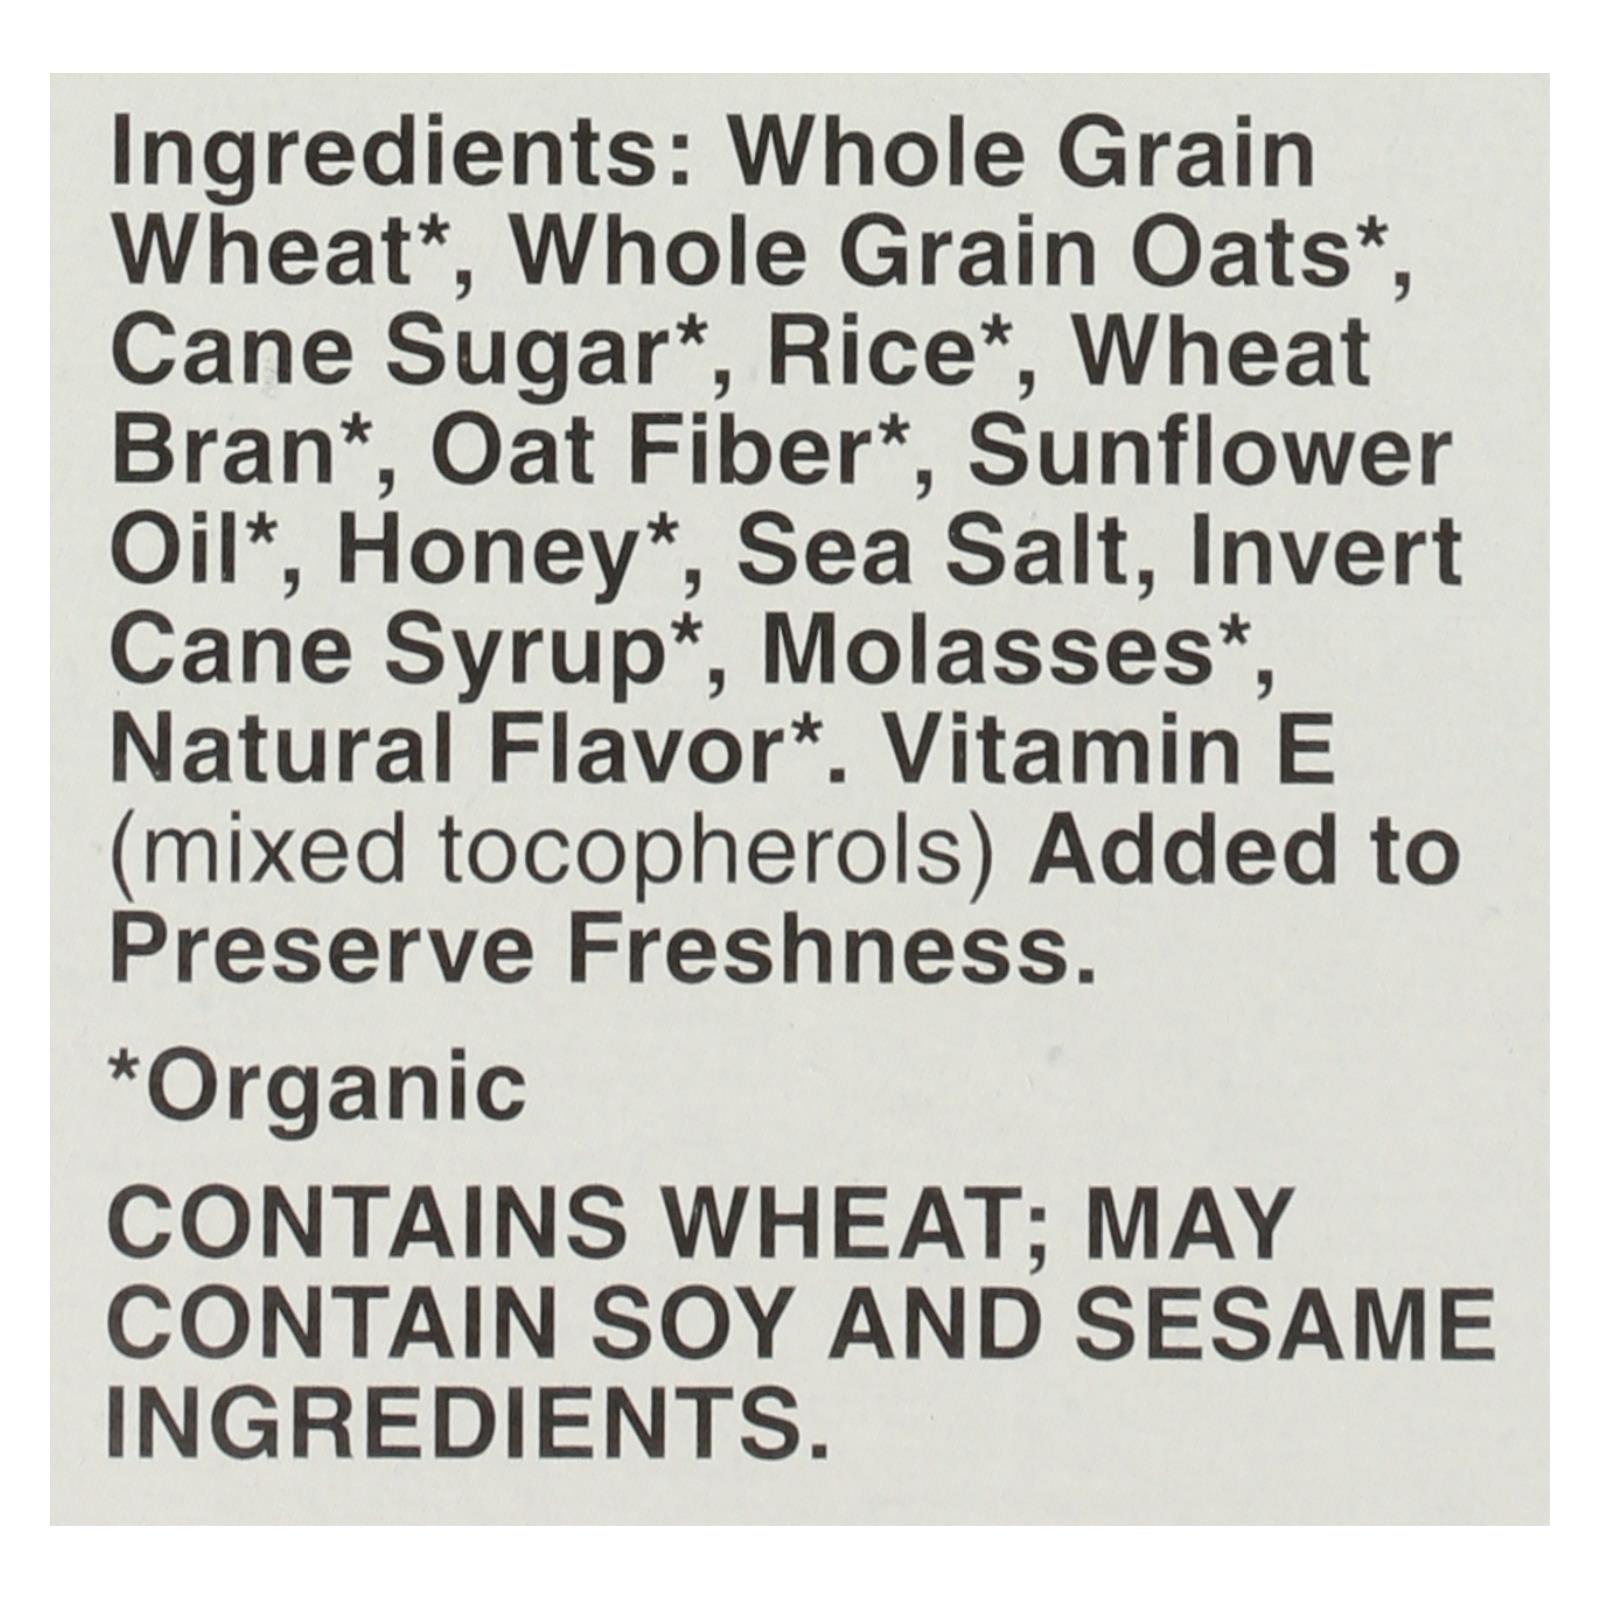 Ingredients: Whole Grain
Wheat*, Whole Grain Oats*,
Cane Sugar*, Rice*, Wheat
Bran*, Oat Fiber*, Sunflower
Oil*, Honey*, Sea Salt, Invert
Cane Syrup*, Molasses*,
Natural Flavor*. Vitamin E
(mixed tocopherols) Added to
Preserve Freshness.
*Organic
CONTAINS WHEAT; MAY
CONTAIN SOY AND SESAME
INGREDIENTS.